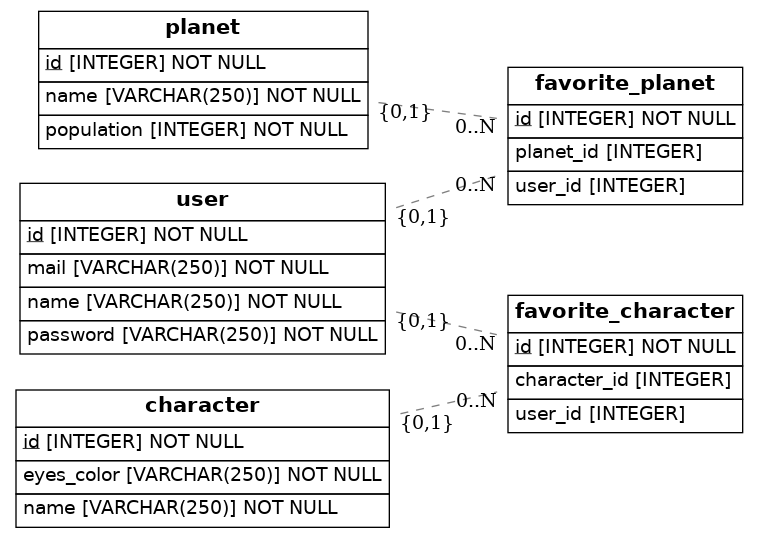 planet
id [INTEGER] NOT NULL
name [VARCHAR(250)] NOT NULL
population [INTEGER] NOT NULL
{0,1}
0..N
favorite_planet
id [INTEGER] NOT NULL
planet_id [INTEGER]
user_id [INTEGER]
0..N
{0,1}
user
id [INTEGER] NOT NULL
mail [VARCHAR(250)] NOT NULL
name [VARCHAR(250)] NOT NULL
password [VARCHAR(250)] NOT NULL
{0,1}
0..N
favorite_character
id [INTEGER] NOT NULL
character_id [INTEGER]
user_id [INTEGER]
0..N
{0,1}
character
id [INTEGER] NOT NULL
eyes_color [VARCHAR(250)] NOT NULL
name [VARCHAR(250)] NOT NULL